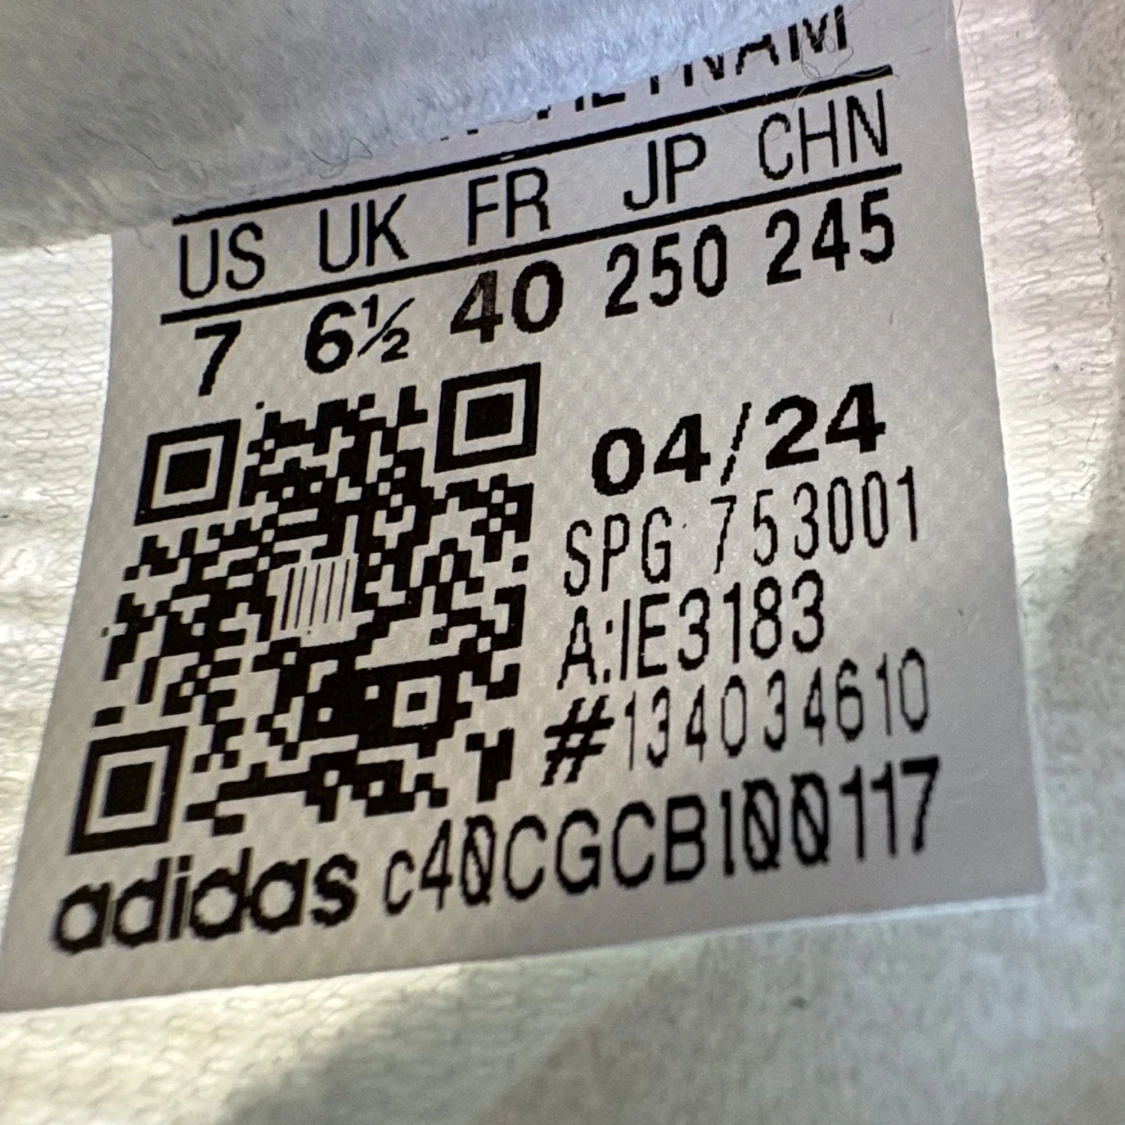 VIETNAM
US UK FR JP CHN
7 6½ 40 250 245
04/24
SPG 753001
A:IE3183
#134034610
adidas c40CGCB100117